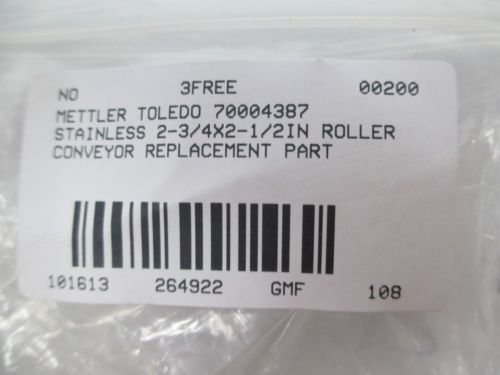 NO 3FREE 00200
METTLER TOLEDO 70004387
STAINLESS 2-3/4X2-1/2IN ROLLER
CONVEYOR REPLACEMENT PART
101613 264922 GMF 108